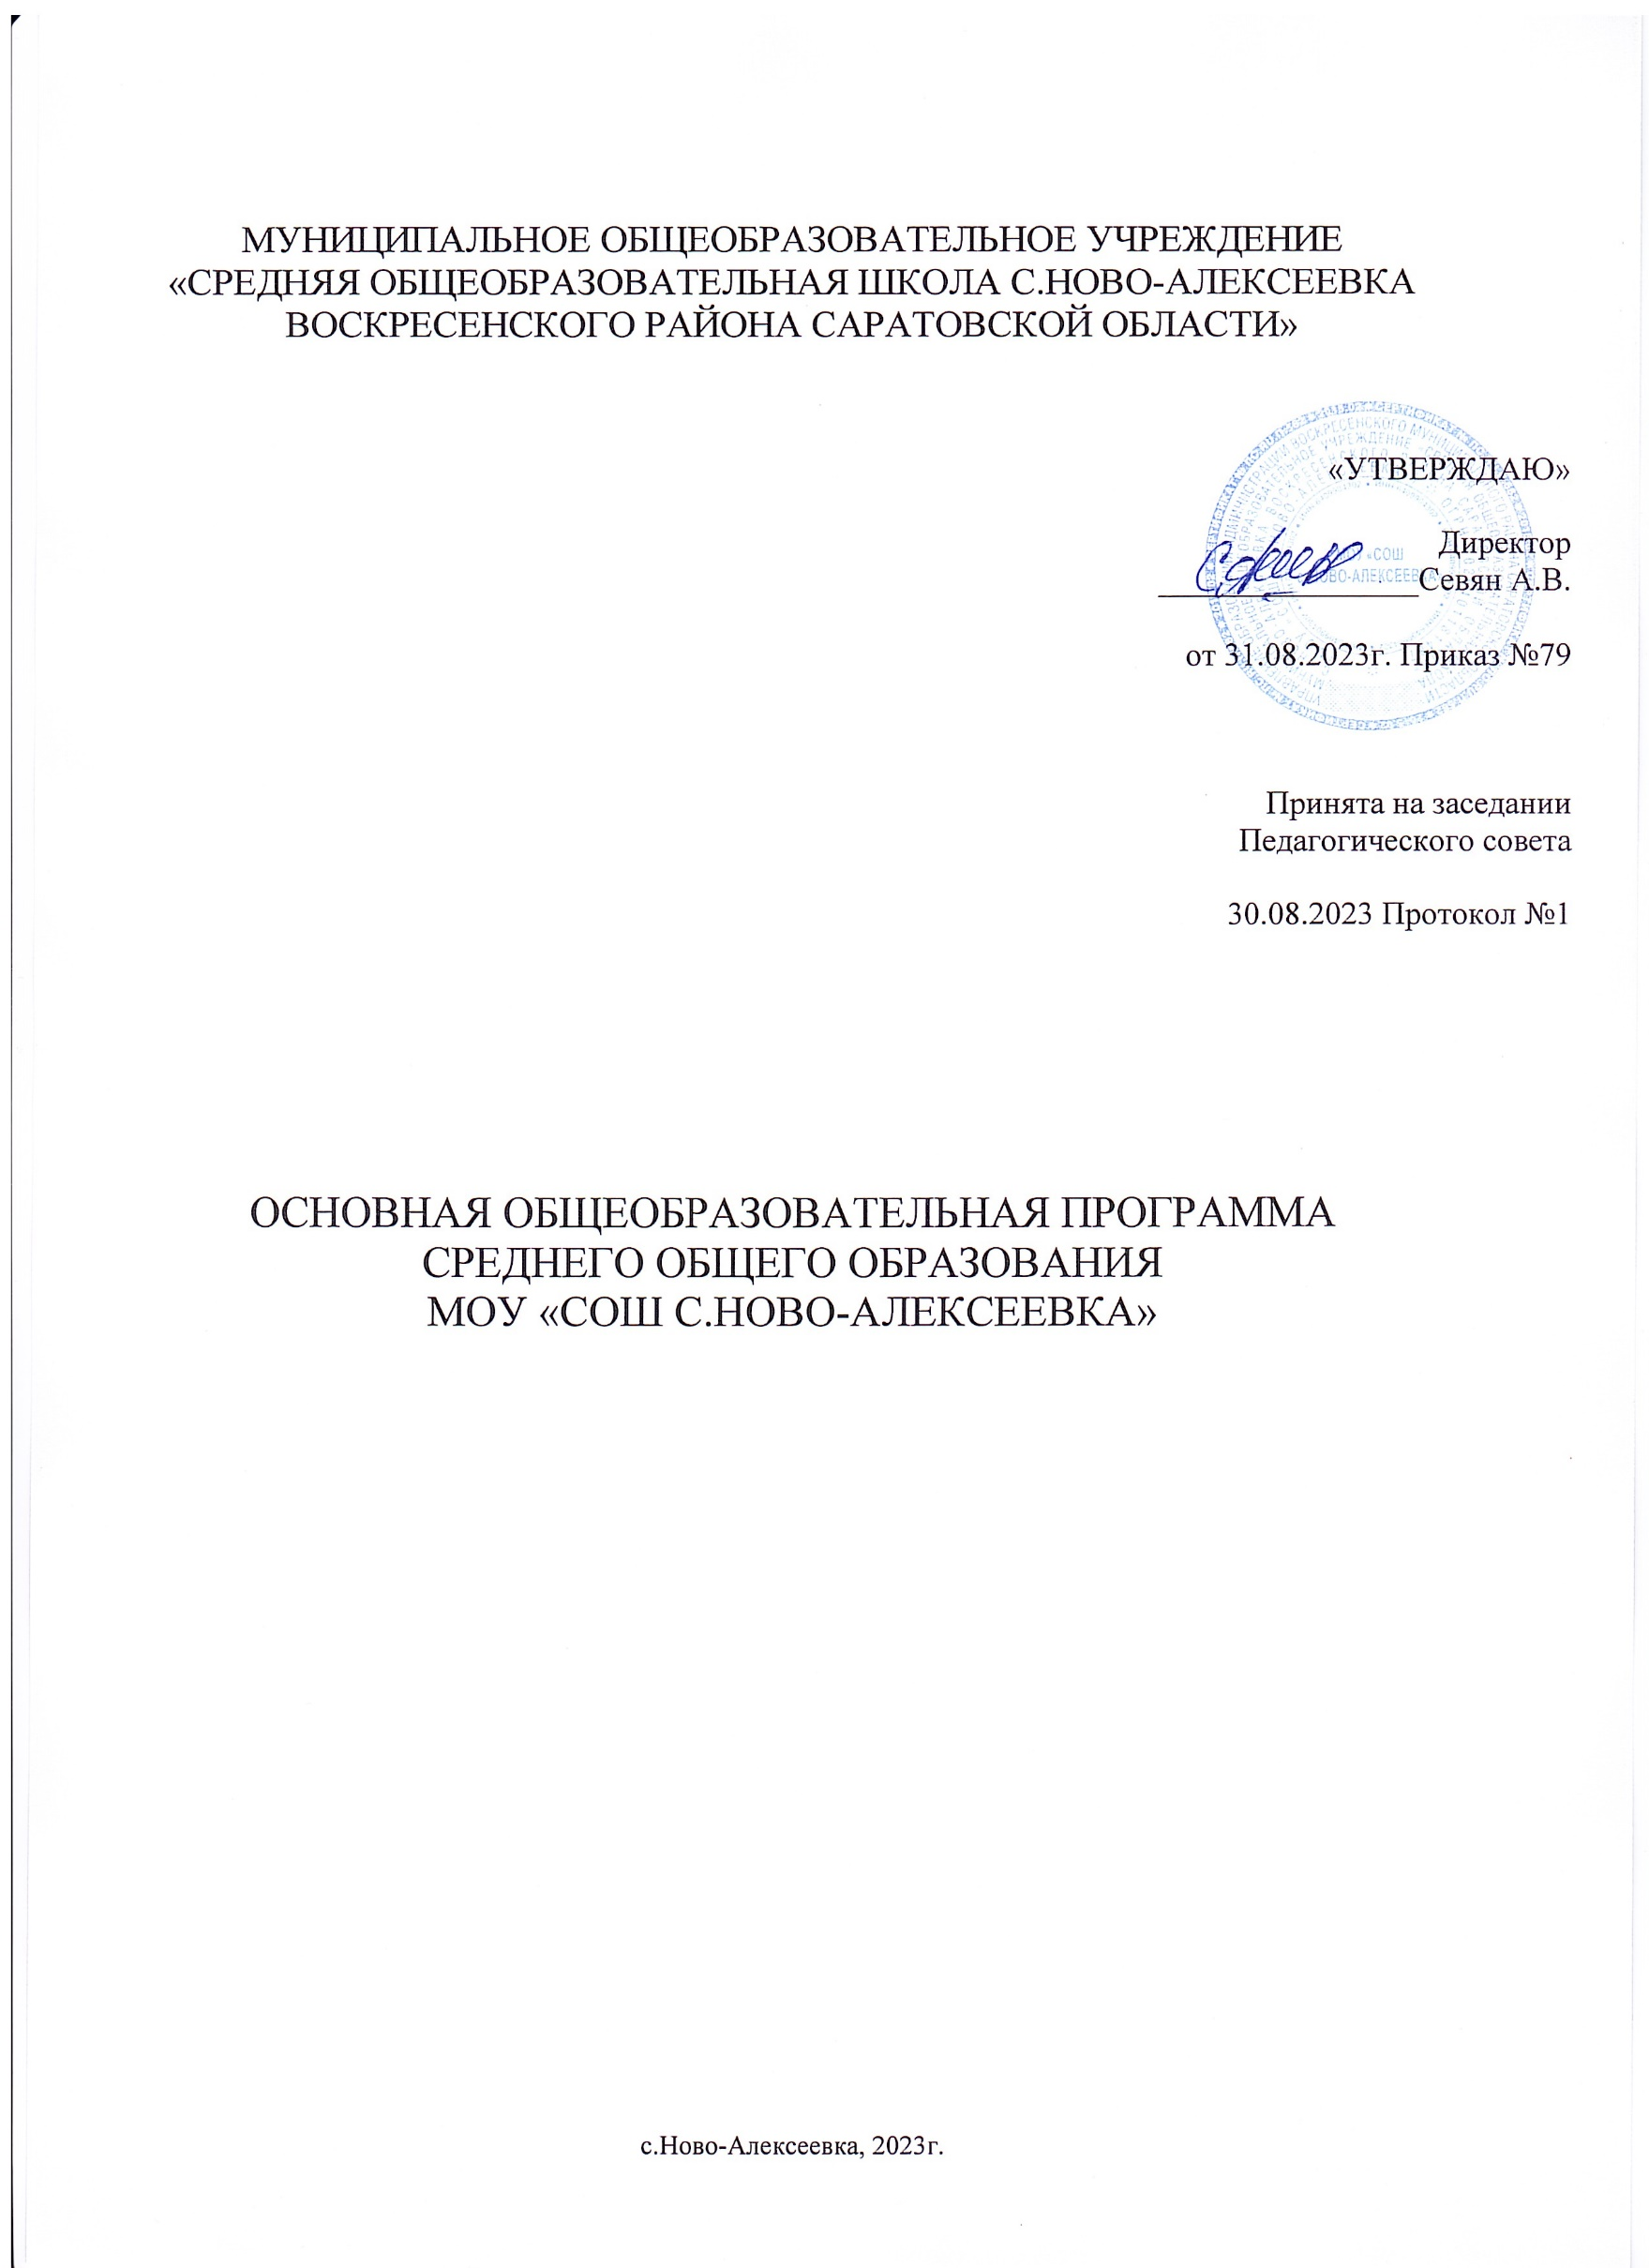 МУНИЦИПАЛЬНОЕ ОБЩЕОБРАЗОВАТЕЛЬНОЕ УЧРЕЖДЕНИЕ
«СРЕДНЯЯ ОБЩЕОБРАЗОВАТЕЛЬНАЯ ШКОЛА С.НОВО-АЛЕКСЕЕВКА
ВОСКРЕСЕНСКОГО РАЙОНА САРАТОВСКОЙ ОБЛАСТИ»
«УТВЕРЖДАЮ»
Директор
«СОШ
Севян А.В.
от 31.08.2023г. Приказ №79
Принята на заседании
Педагогического совета
30.08.2023 Протокол №1
ОСНОВНАЯ ОБЩЕОБРАЗОВАТЕЛЬНАЯ ПРОГРАММА
СРЕДНЕГО ОБЩЕГО ОБРАЗОВАНИЯ
МОУ «СОШ С.НОВО-АЛЕКСЕЕВКА»
с.Ново-Алексеевка, 2023г.